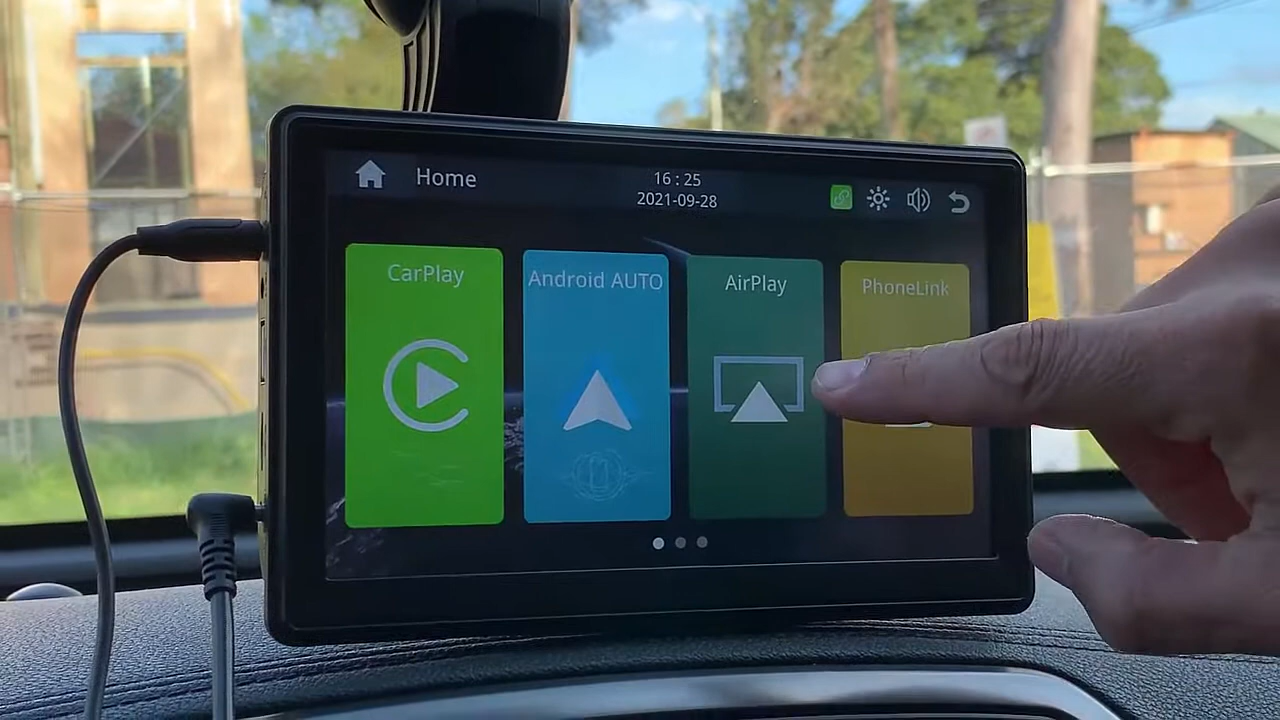 Home
16 : 25
2021-09-28
CarPlay
Android AUTO
AirPlay
PhoneLink